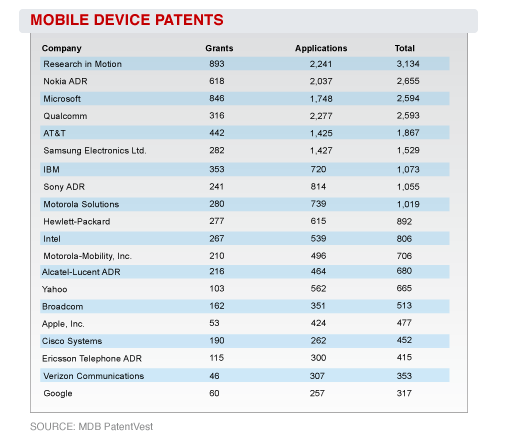 MOBILE DEVICE PATENTS
Company Grants Applications Total
Research in Motion 893 2,241 3,134
Nokia ADR 618 2,037 2,655
Microsoft 846 1,748 2,594
Qualcomm 316 2,277 2,593
AT&T 442 1,425 1,867
Samsung Electronics Ltd. 282 1,427 1,529
IBM 353 720 1,073
Sony ADR 241 814 1,055
Motorola Solutions 280 739 1,019
Hewlett-Packard 277 615 892
Intel 267 539 806
Motorola-Mobility, Inc. 210 496 706
Alcatel-Lucent ADR 216 464 680
Yahoo 103 562 665
Broadcom 162 351 513
Apple, Inc. 53 424 477
Cisco Systems 190 262 452
Ericsson Telephone ADR 115 300 415
Verizon Communications 46 307 353
Google 60 257 317
SOURCE: MDB PatentVest